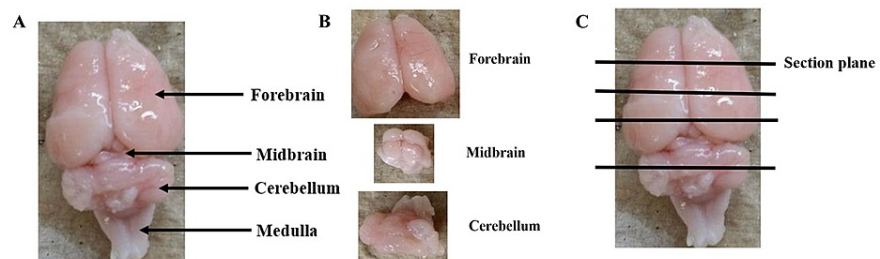 A
Forebrain
Midbrain
Cerebellum
Medulla
B
Forebrain
Midbrain
Cerebellum
C
Section plane